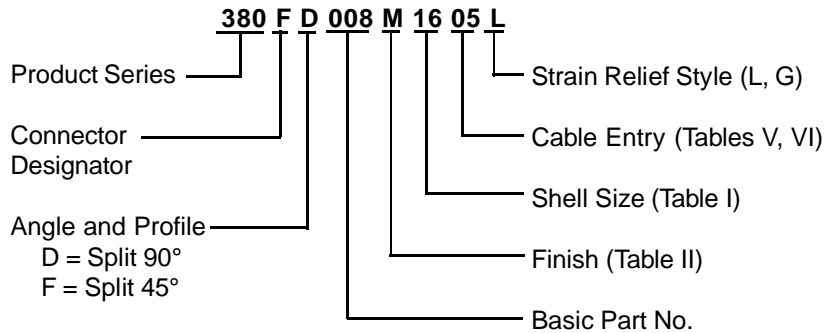 380 F D 008 M 16 05 L
Product Series
Connector
Designator
Angle and Profile
D = Split 90°
F = Split 45°
Strain Relief Style (L, G)
Cable Entry (Tables V, VI)
Shell Size (Table I)
Finish (Table II)
Basic Part No.